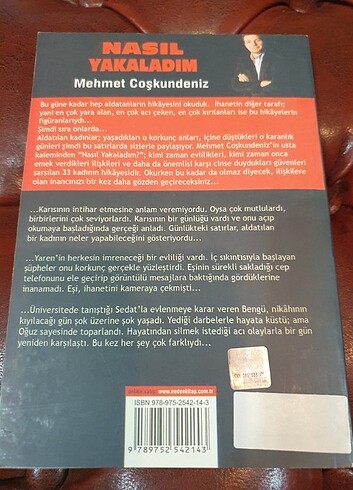 NASIL
YAKALADIM
Mehmet Coşkundeniz
Bu güne kadar hep aldatanların hikâyesini okuduk. İhanetin diğer tarafı;
yani en çok yara alan, en çok acı çeken, en çok kırılanları ise bu hikâyelerin
figüranlarıydı...
Şimdi sıra onlarda...
Aldatılan kadınlar; yaşadıkları o korkunç anları, içine düştükleri o karanlık
günleri şimdi bu satırlarda sizlerle paylaşıyor. Mehmet Coşkundeniz'in usta
kaleminden "Nasıl Yakaladım?"; kimi zaman evlilikleri, kimi zaman onca
emek verdikleri ilişkileri ve daha da önemlisi karşı cinse duydukları güvenleri
sarsılan 33 kadının hikâyesidir. Okurken bu kadar da olmaz diyecek, ilişkilere
olan inancınızı bir kez daha gözden geçireceksiniz...
...Karısının intihar etmesine anlam veremiyordu. Oysa çok mutlulardı,
birbirlerini çok seviyorlardı. Karısının bir günlüğü vardı ve onu açıp
okumaya başladığında gerçeği anladı. Günlükteki satırlar, aldatılan
bir kadının neler yapabileceğini gösteriyordu...
...Yaren'in herkesin imreneceği bir evliliği vardı. İç sıkıntısıyla başlayan
şüpheler onu korkunç gerçekle yüzleştirdi. Eşinin sürekli sakladığı cep
telefonunu ele geçirip görüntülü mesajlara baktığında gördüklerine
inanamadı. Eşi, ihanetini kameraya çekmişti...
...Üniversitede tanıştığı Sedat'la evlenmeye karar veren Bengü, nikâhının
kıyılacağı gün şok üzerine şok yaşadı. Yediği darbelerle hayata küstü; ama
Oğuz sayesinde toparlandı. Hayatından silmek istediği acı olaylarla bir gün
yeniden karşılaştı. Bu kez her şey çok farklıydı...
www.nedenkitap.com.tr
ISBN 978-975-2542-14-3
9 789752 542143